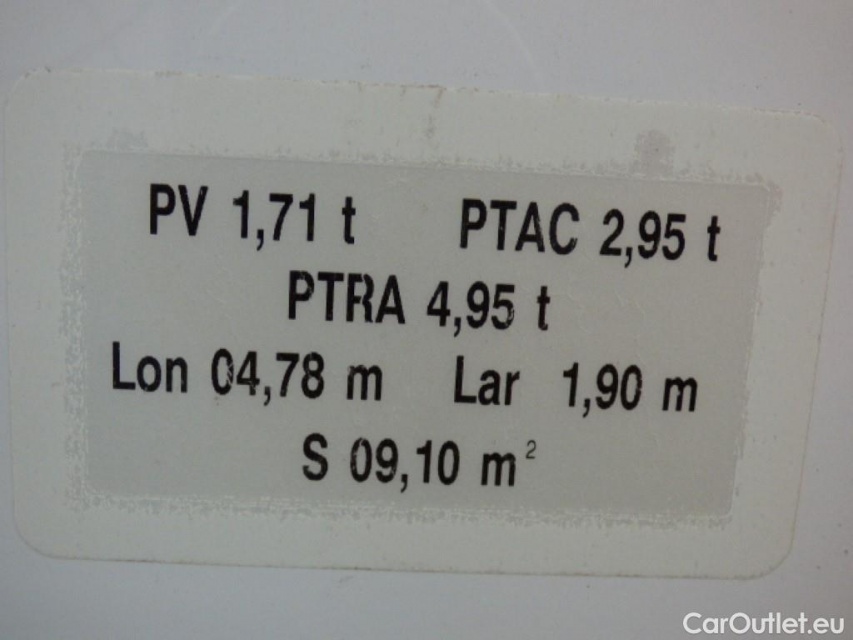 PV 1,71 t PTAC 2,95 t
PTRA 4,95 t
Lon 04,78 m Lar 1,90 m
S 09,10 m²
CarOutlet.eu